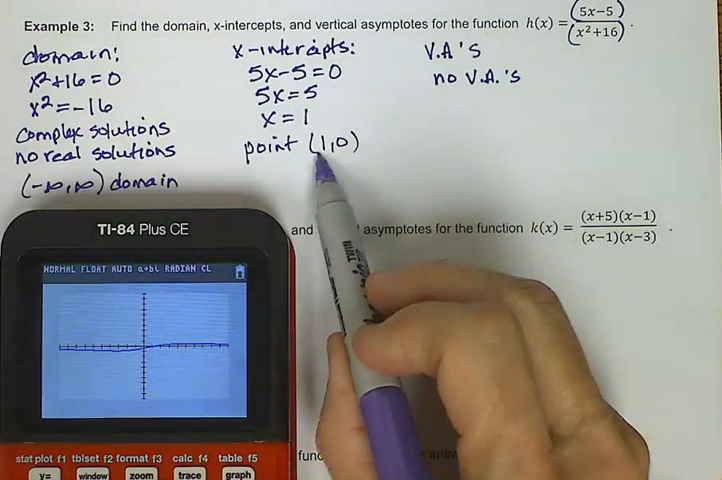 Example 3: Find the domain, x-intercepts, and vertical asymptotes for the function h(x) = (5x−5)/(x²+16) .
domain:
x²+16=0
x²=-16
complex solutions
no real solutions
(-∞,∞) domain
x-intercepts:
5x-5=0
5x=5
x=1
point (1,0)
V.A's
no V.A.'s
and asymptotes for the function k(x) = (x+5)(x−1)/(x−1)(x−3) .
TI-84 Plus CE
NORMAL FLOAT AUTO a+bi RADIAN CL
stat plot f1 tblset f2 format f3 calc f4 table f5
y= window zoom trace graph
TWIN